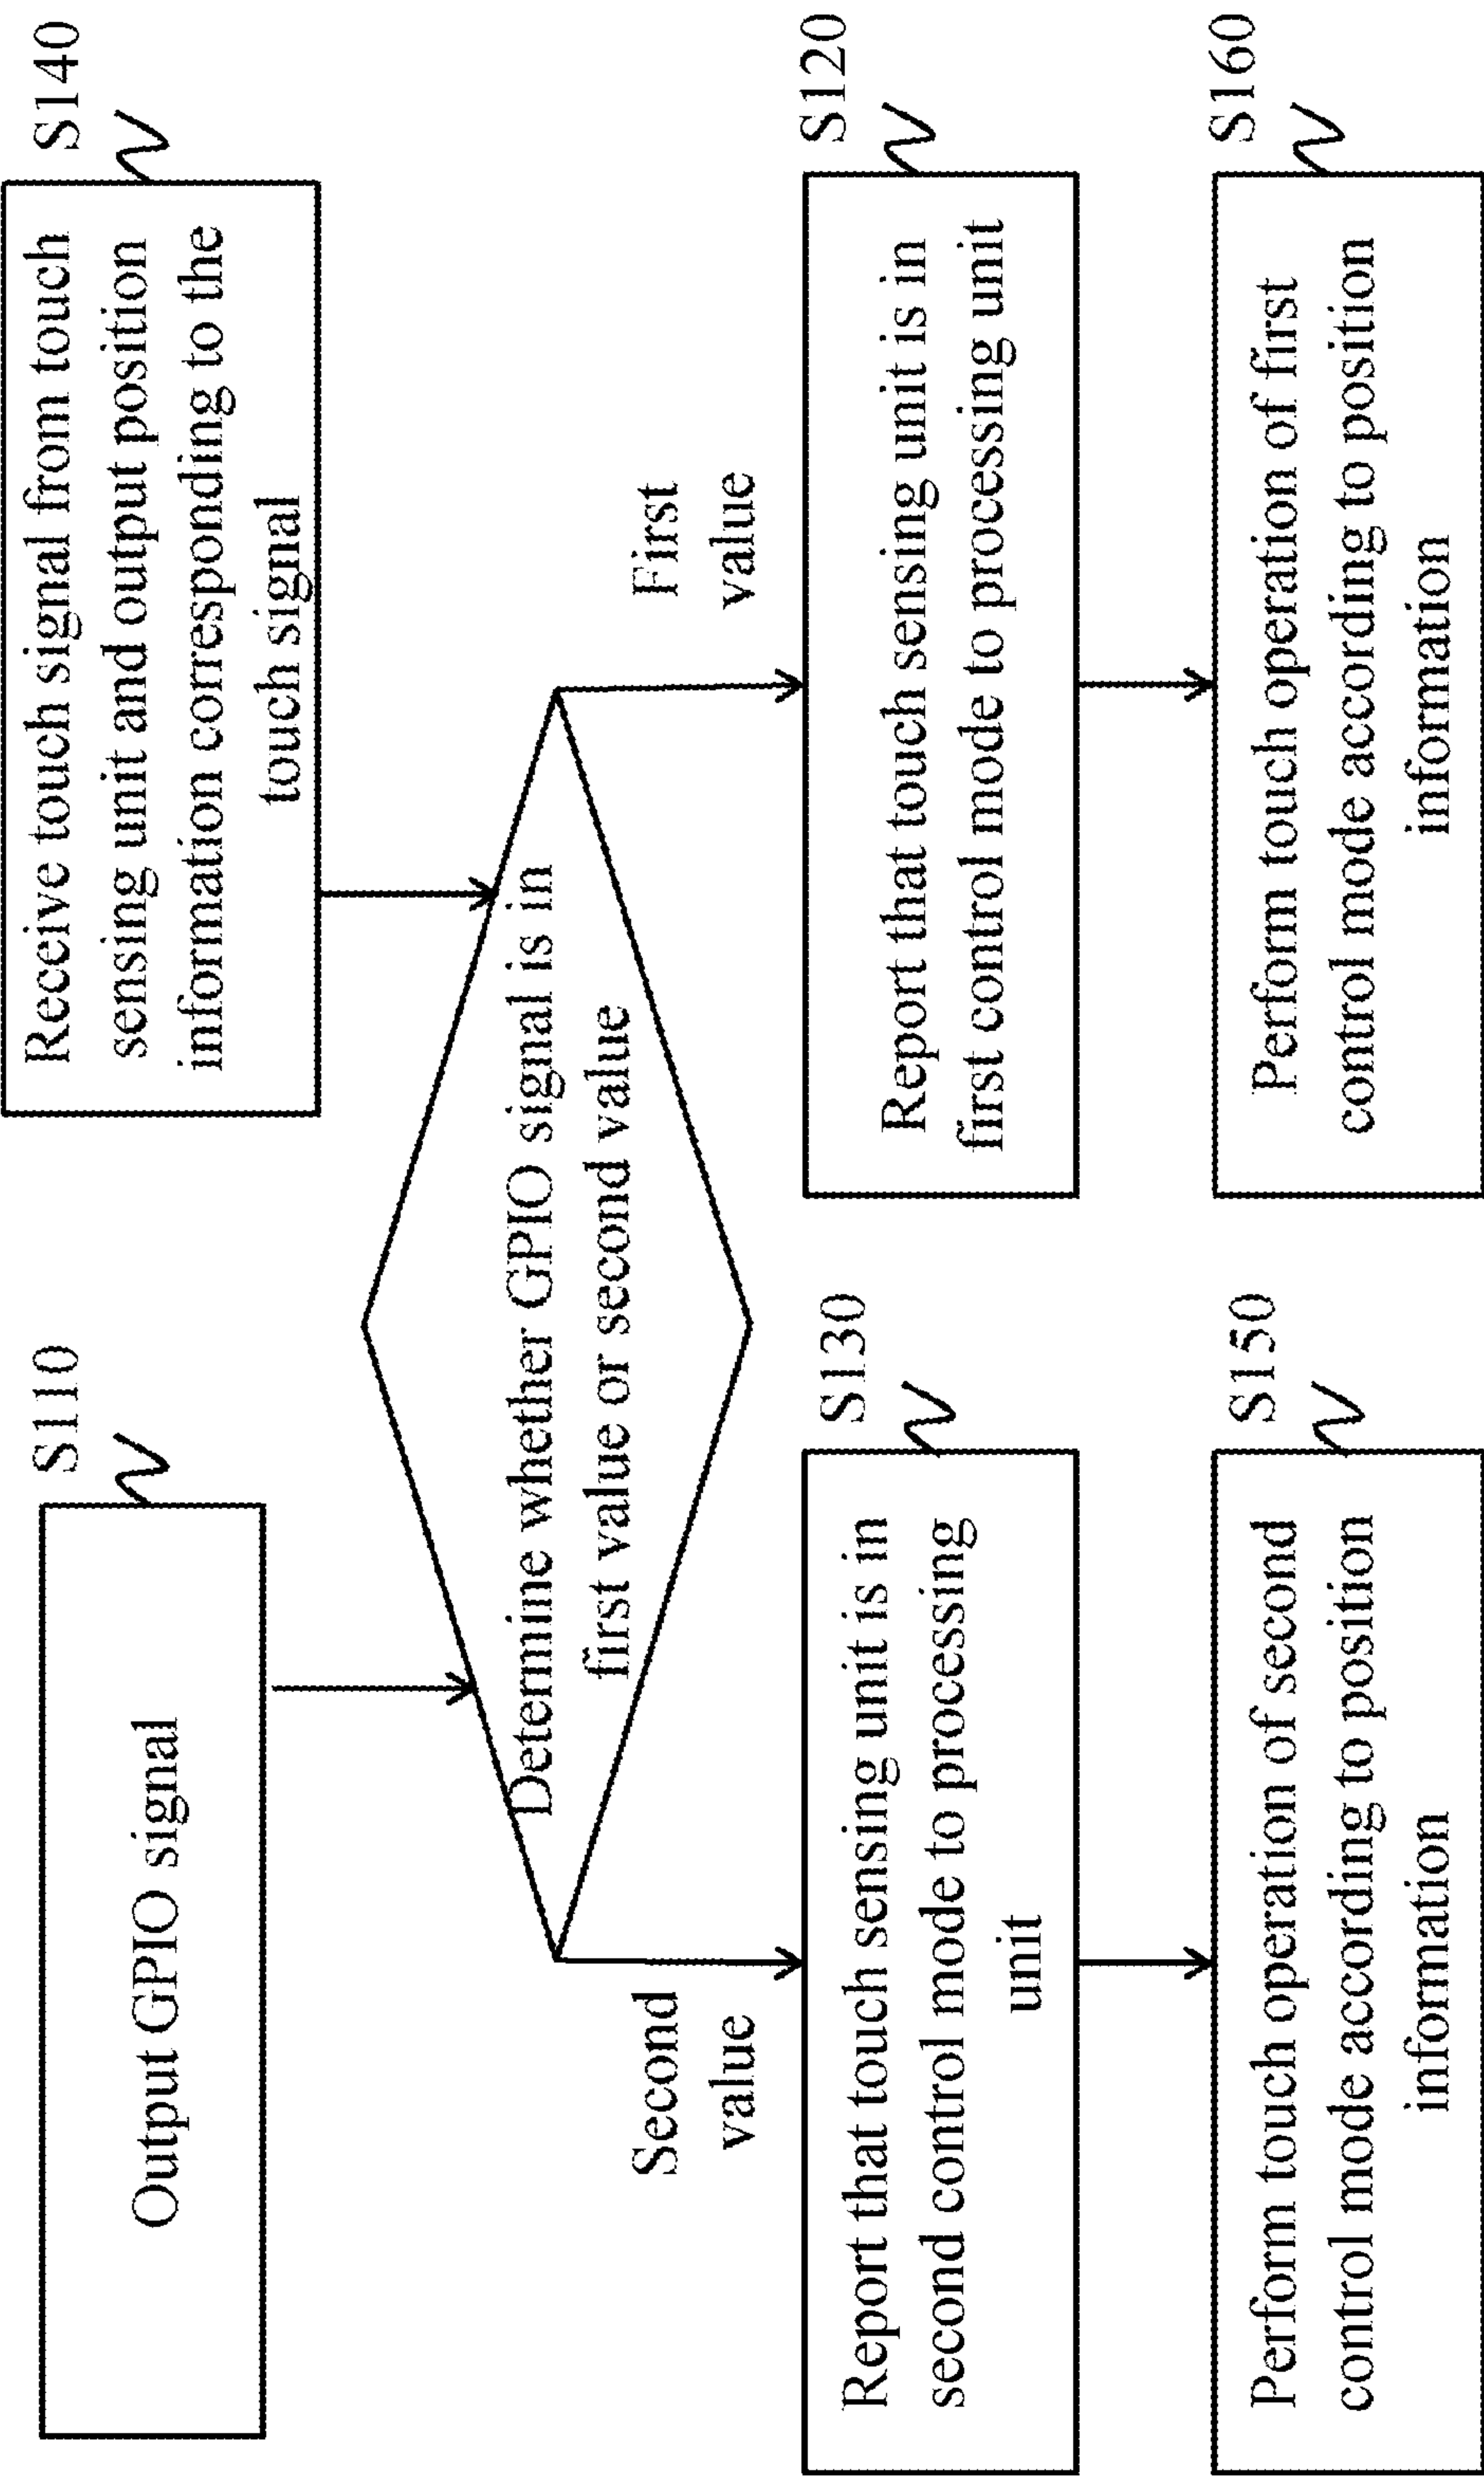 S110
Output GPIO signal
S140
Receive touch signal from touch
sensing unit and output position
information corresponding to the
touch signal
Determine whether GPIO signal is in
first value or second value
Second
value
First
value
S130
Report that touch sensing unit is in
second control mode to processing
unit
S120
Report that touch sensing unit is in
first control mode to processing unit
S150
Perform touch operation of second
control mode according to position
information
S160
Perform touch operation of first
control mode according to position
information